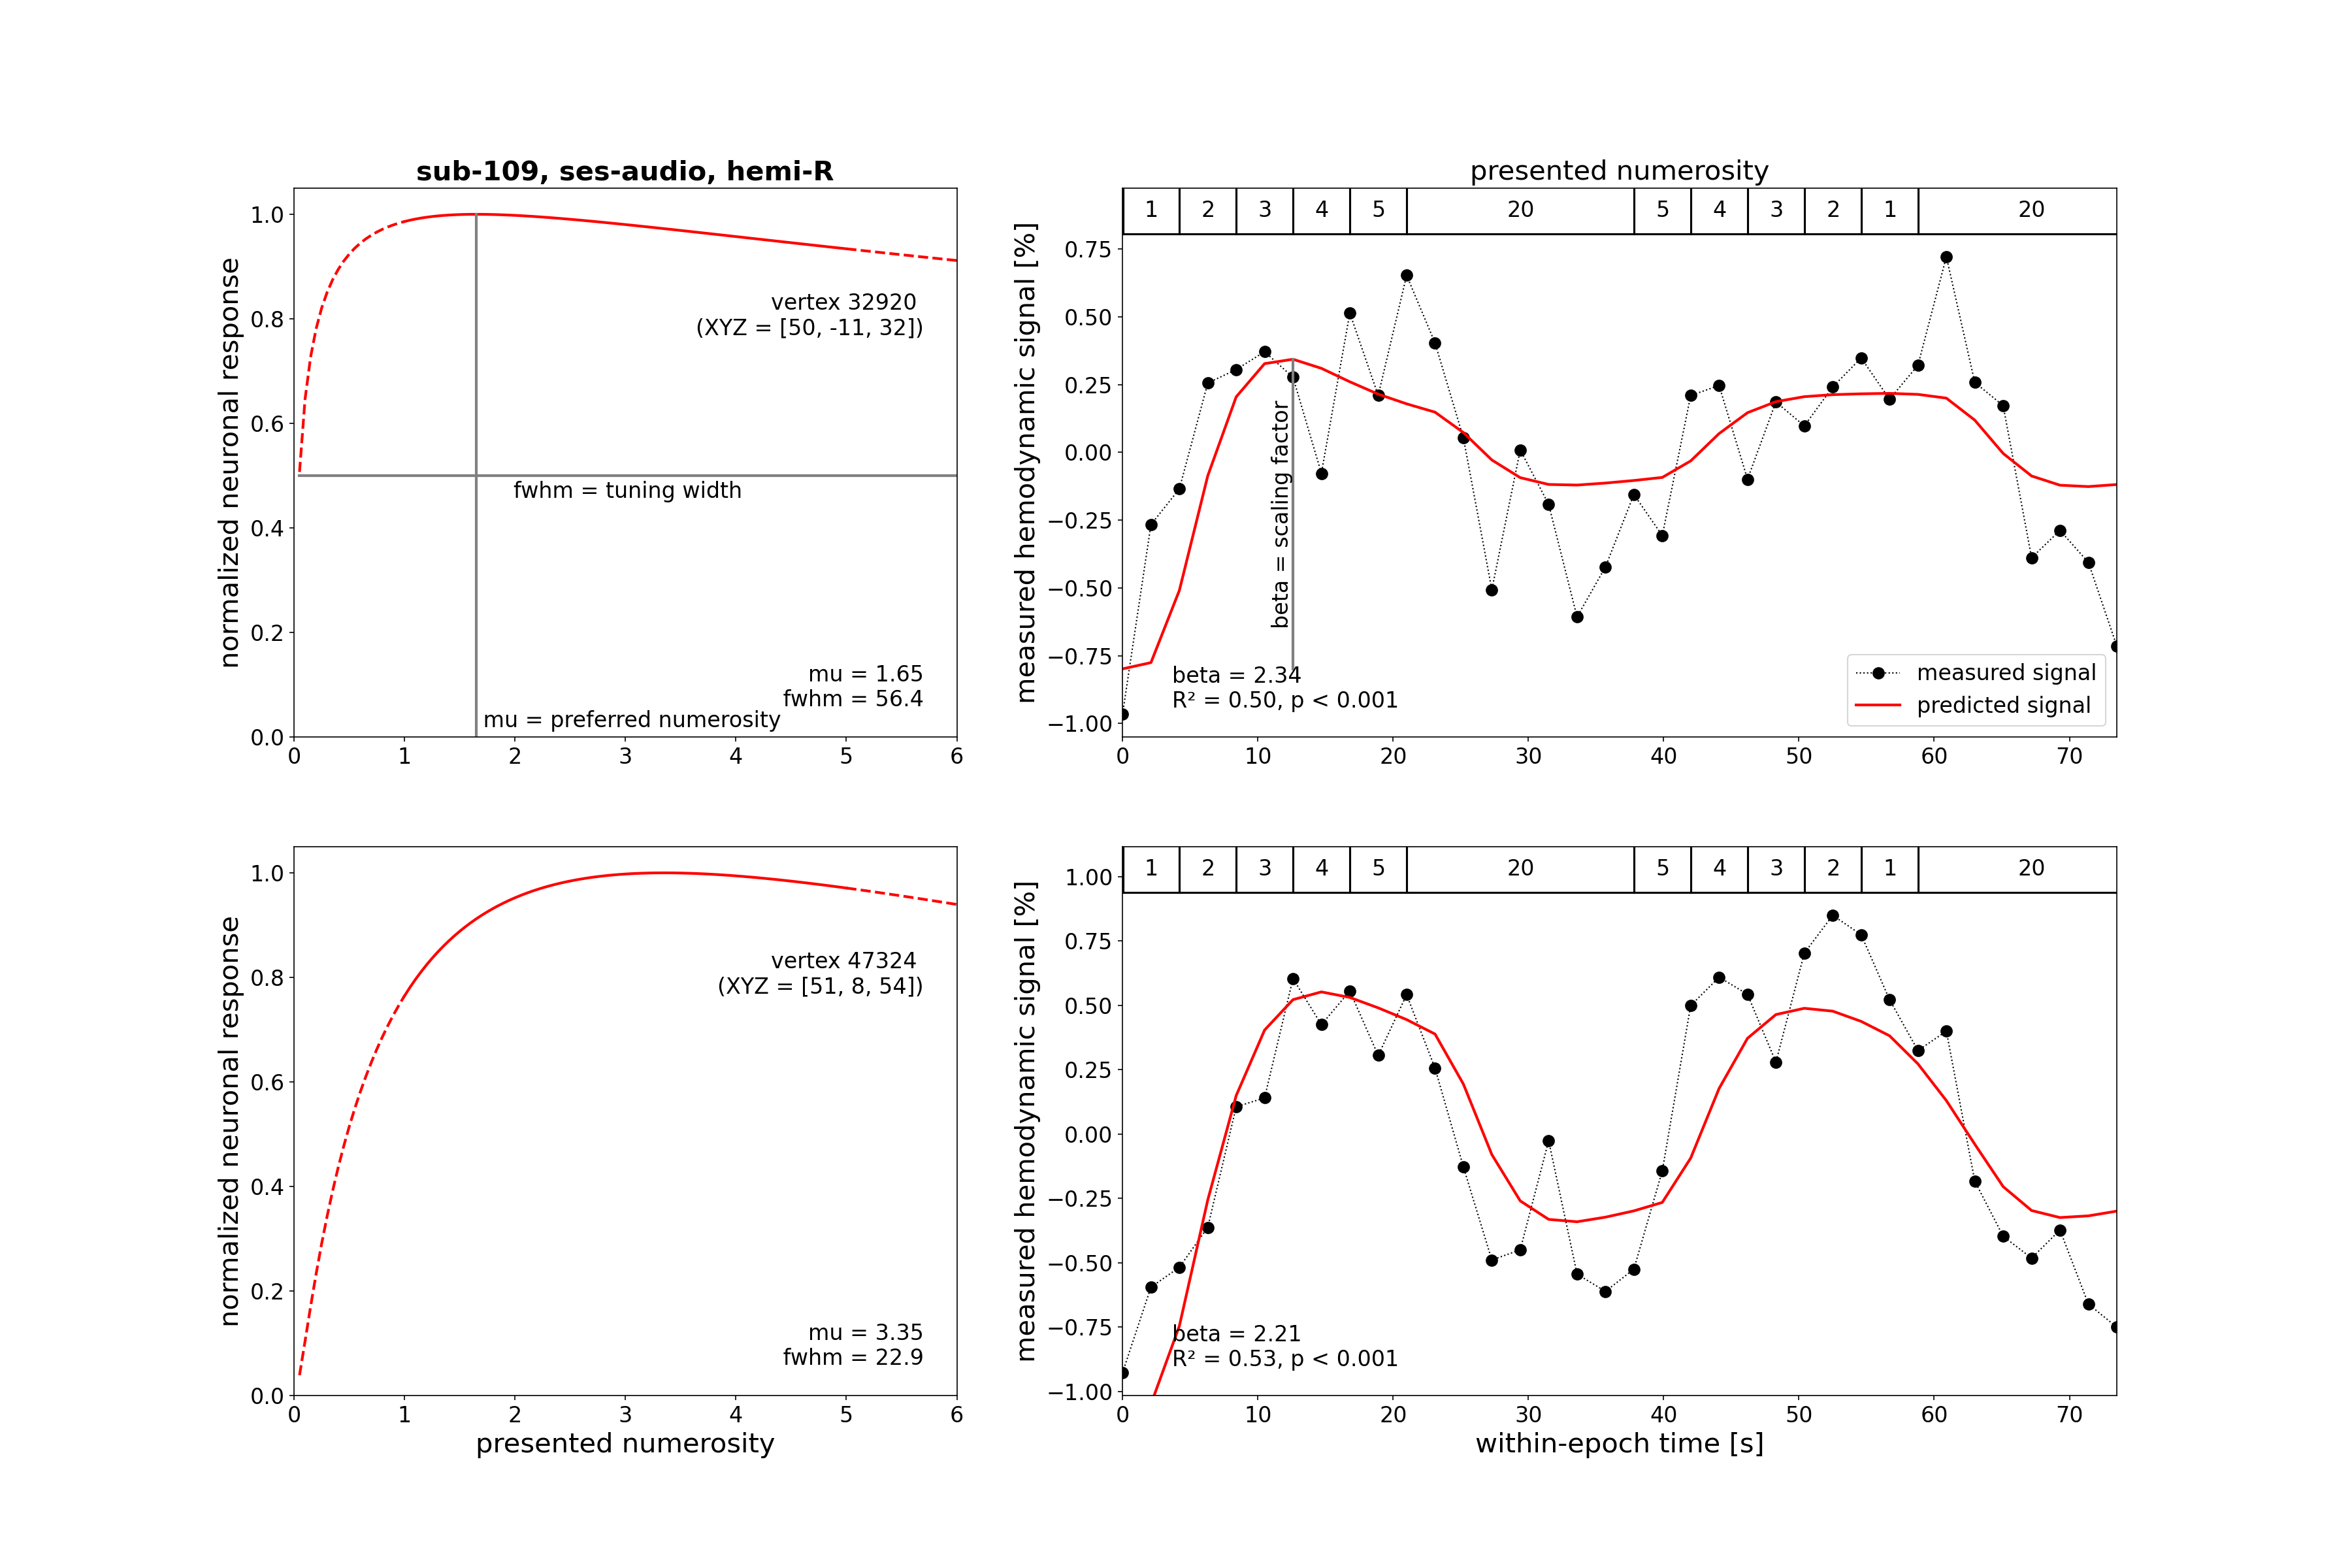 sub-109, ses-audio, hemi-R
normalized neuronal response
1.0
0.8
0.6
0.4
0.2
0.0
vertex 32920
(XYZ = [50, -11, 32])
fwhm = tuning width
mu = 1.65
fwhm = 56.4
mu = preferred numerosity
0 1 2 3 4 5 6
presented numerosity
1 2 3 4 5 20 5 4 3 2 1 20
measured hemodynamic signal [%]
0.75
0.50
0.25
0.00
−0.25
−0.50
−0.75
−1.00
beta = scaling factor
beta = 2.34
R² = 0.50, p < 0.001
measured signal
predicted signal
0 10 20 30 40 50 60 70
normalized neuronal response
1.0
0.8
0.6
0.4
0.2
0.0
vertex 47324
(XYZ = [51, 8, 54])
mu = 3.35
fwhm = 22.9
0 1 2 3 4 5 6
presented numerosity
1 2 3 4 5 20 5 4 3 2 1 20
measured hemodynamic signal [%]
1.00
0.75
0.50
0.25
0.00
−0.25
−0.50
−0.75
−1.00
beta = 2.21
R² = 0.53, p < 0.001
0 10 20 30 40 50 60 70
within-epoch time [s]